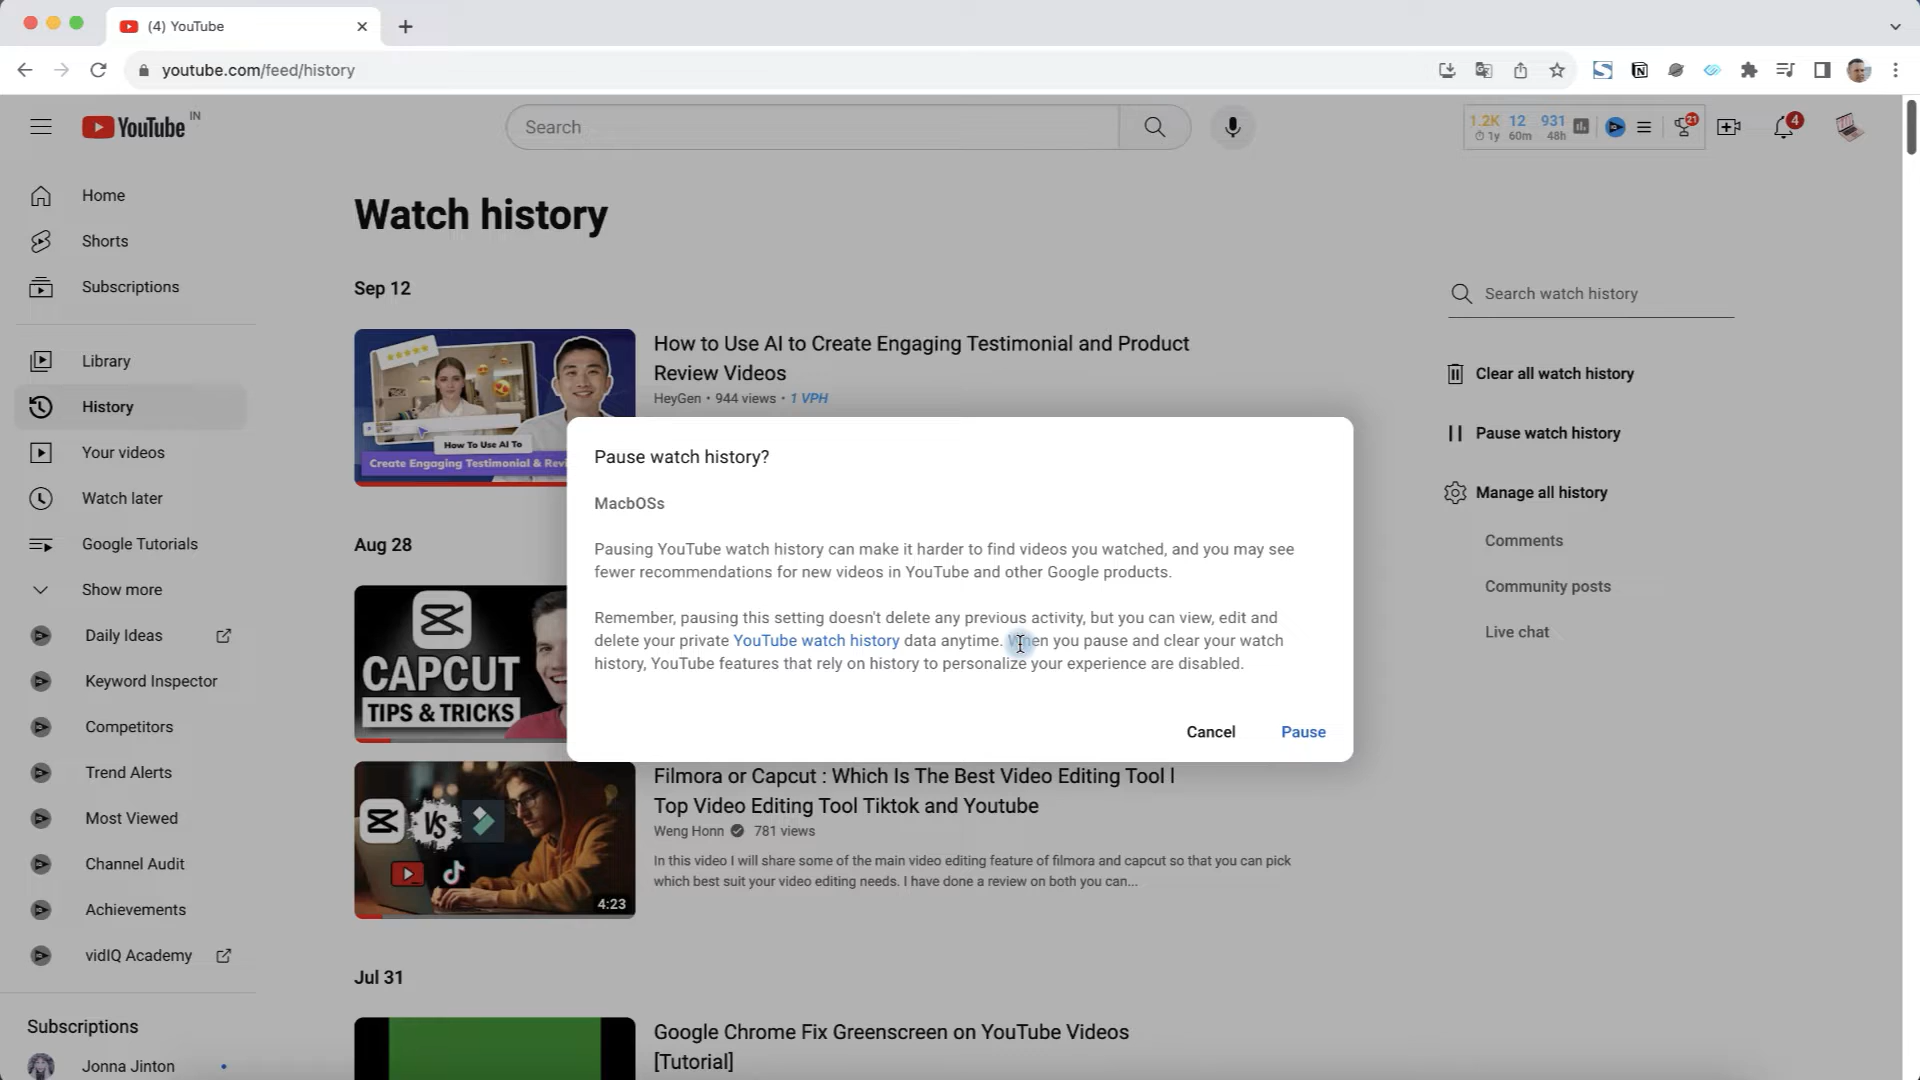 (4) YouTube
youtube.com/feed/history
YouTube IN
Search
1.2K 12 931
1y 60m 48h
21
4
Home
Shorts
Subscriptions
Library
History
Your videos
Watch later
Google Tutorials
Show more
Daily Ideas
Keyword Inspector
Competitors
Trend Alerts
Most Viewed
Channel Audit
Achievements
vidIQ Academy
Subscriptions
Jonna Jinton
Watch history
Sep 12
How To Use AI To
Create Engaging Testimonial & Revi
How to Use AI to Create Engaging Testimonial and Product
Review Videos
HeyGen • 944 views • 1 VPH
Pause watch history?
MacbOSs
Pausing YouTube watch history can make it harder to find videos you watched, and you may see
fewer recommendations for new videos in YouTube and other Google products.
Remember, pausing this setting doesn't delete any previous activity, but you can view, edit and
delete your private YouTube watch history data anytime. When you pause and clear your watch
history, YouTube features that rely on history to personalize your experience are disabled.
Cancel Pause
Aug 28
CAPCUT
TIPS & TRICKS
VS
4:23
Filmora or Capcut : Which Is The Best Video Editing Tool l
Top Video Editing Tool Tiktok and Youtube
Weng Honn 781 views
In this video I will share some of the main video editing feature of filmora and capcut so that you can pick
which best suit your video editing needs. I have done a review on both you can...
Jul 31
Google Chrome Fix Greenscreen on YouTube Videos
[Tutorial]
Search watch history
Clear all watch history
Pause watch history
Manage all history
Comments
Community posts
Live chat